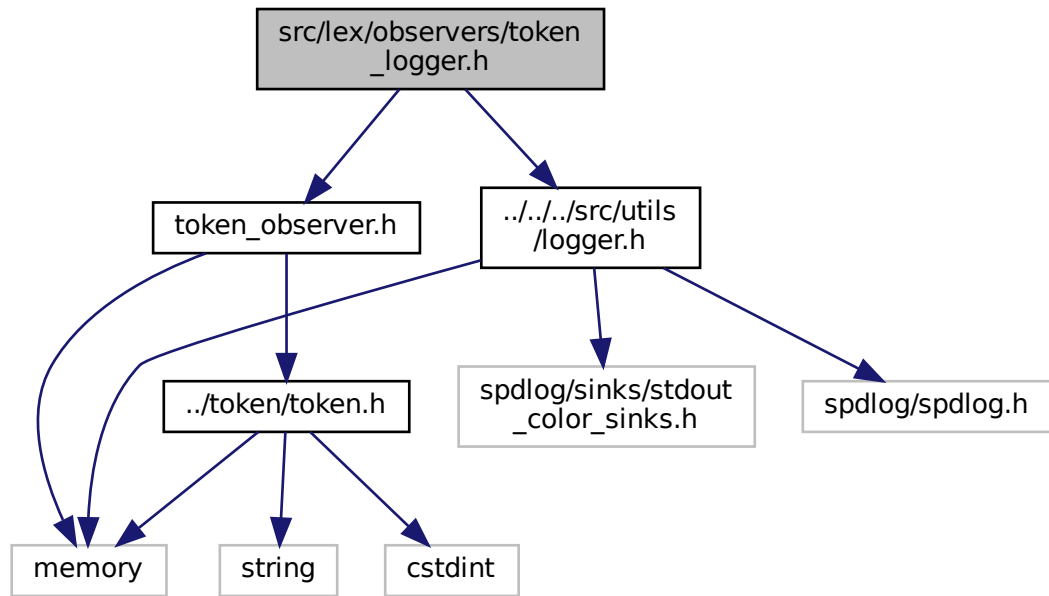 src/lex/observers/token
_logger.h
token_observer.h
../../../src/utils
/logger.h
../token/token.h
spdlog/sinks/stdout
_color_sinks.h
spdlog/spdlog.h
memory
string
cstdint